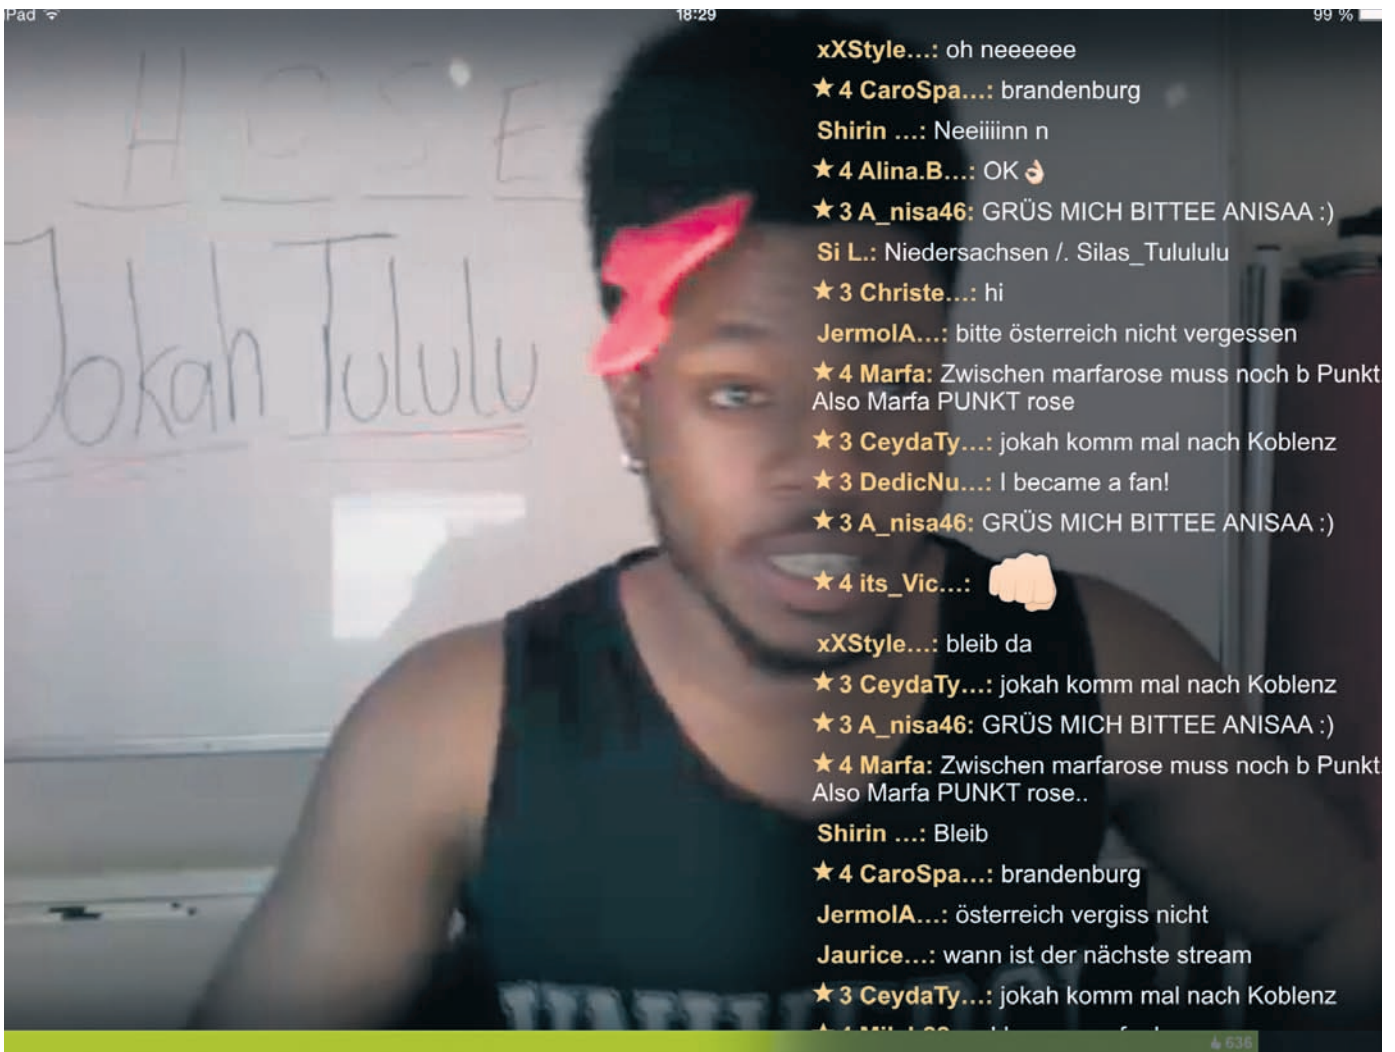 iPad
18:29
99 %
H O S E
Jokah Tululu
xXStyle…: oh neeeeee
★ 4 CaroSpa…: brandenburg
Shirin …: Neeiiiinn n
★ 4 Alina.B…: OK👌🏻
★ 3 A_nisa46: GRÜS MICH BITTEE ANISAA :)
Si L.: Niedersachsen /. Silas_Tulululu
★ 3 Christe…: hi
JermolA…: bitte österreich nicht vergessen
★ 4 Marfa: Zwischen marfarose muss noch b Punkt.
Also Marfa PUNKT rose
★ 3 CeydaTy…: jokah komm mal nach Koblenz
★ 3 DedicNu…: I became a fan!
★ 3 A_nisa46: GRÜS MICH BITTEE ANISAA :)
★ 4 its_Vic…: 👊🏻
xXStyle…: bleib da
★ 3 CeydaTy…: jokah komm mal nach Koblenz
★ 3 A_nisa46: GRÜS MICH BITTEE ANISAA :)
★ 4 Marfa: Zwischen marfarose muss noch b Punkt.
Also Marfa PUNKT rose..
Shirin …: Bleib
★ 4 CaroSpa…: brandenburg
JermolA…: österreich vergiss nicht
Jaurice…: wann ist der nächste stream
★ 3 CeydaTy…: jokah komm mal nach Koblenz
636